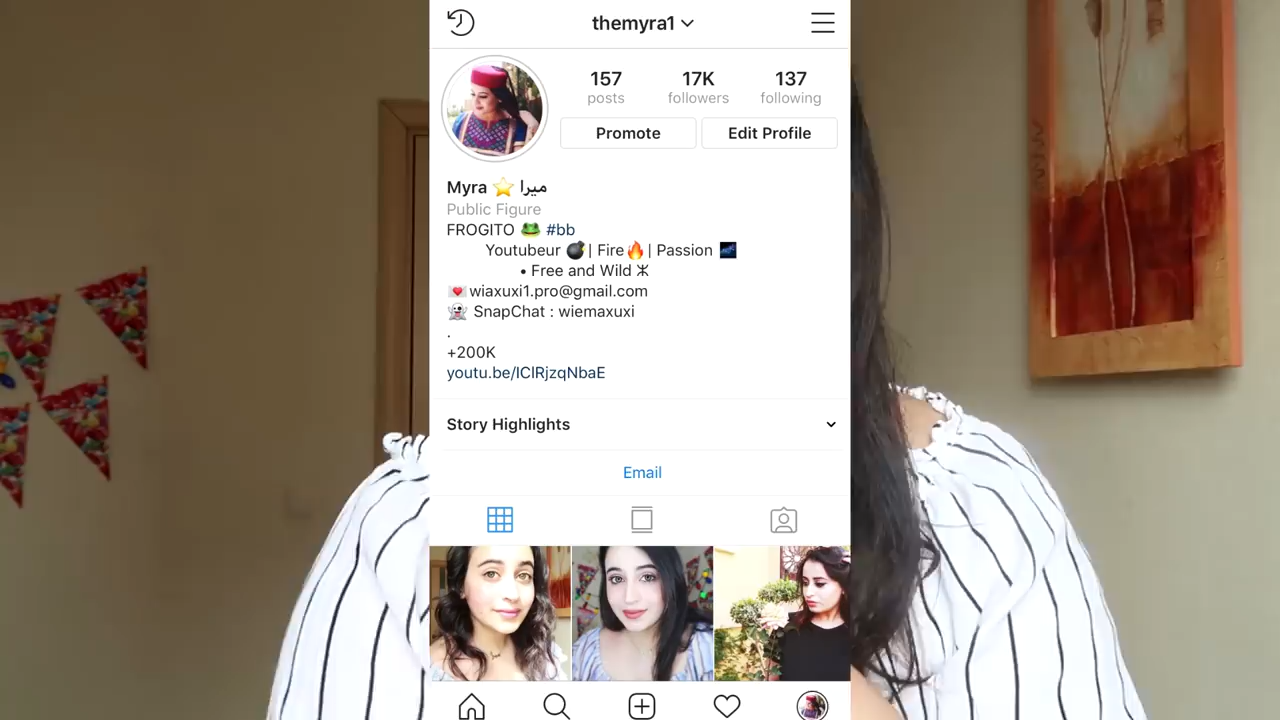 themyra1
157
posts
17K
followers
137
following
Promote
Edit Profile
Myra ⭐ ميرا
Public Figure
FROGITO 🐸 #bb
Youtubeur 💣 | Fire🔥| Passion 🌌
• Free and Wild ⵣ
💌 wiaxuxi1.pro@gmail.com
👻 SnapChat : wiemaxuxi
.
+200K
youtu.be/lClRjzqNbaE
Story Highlights
Email